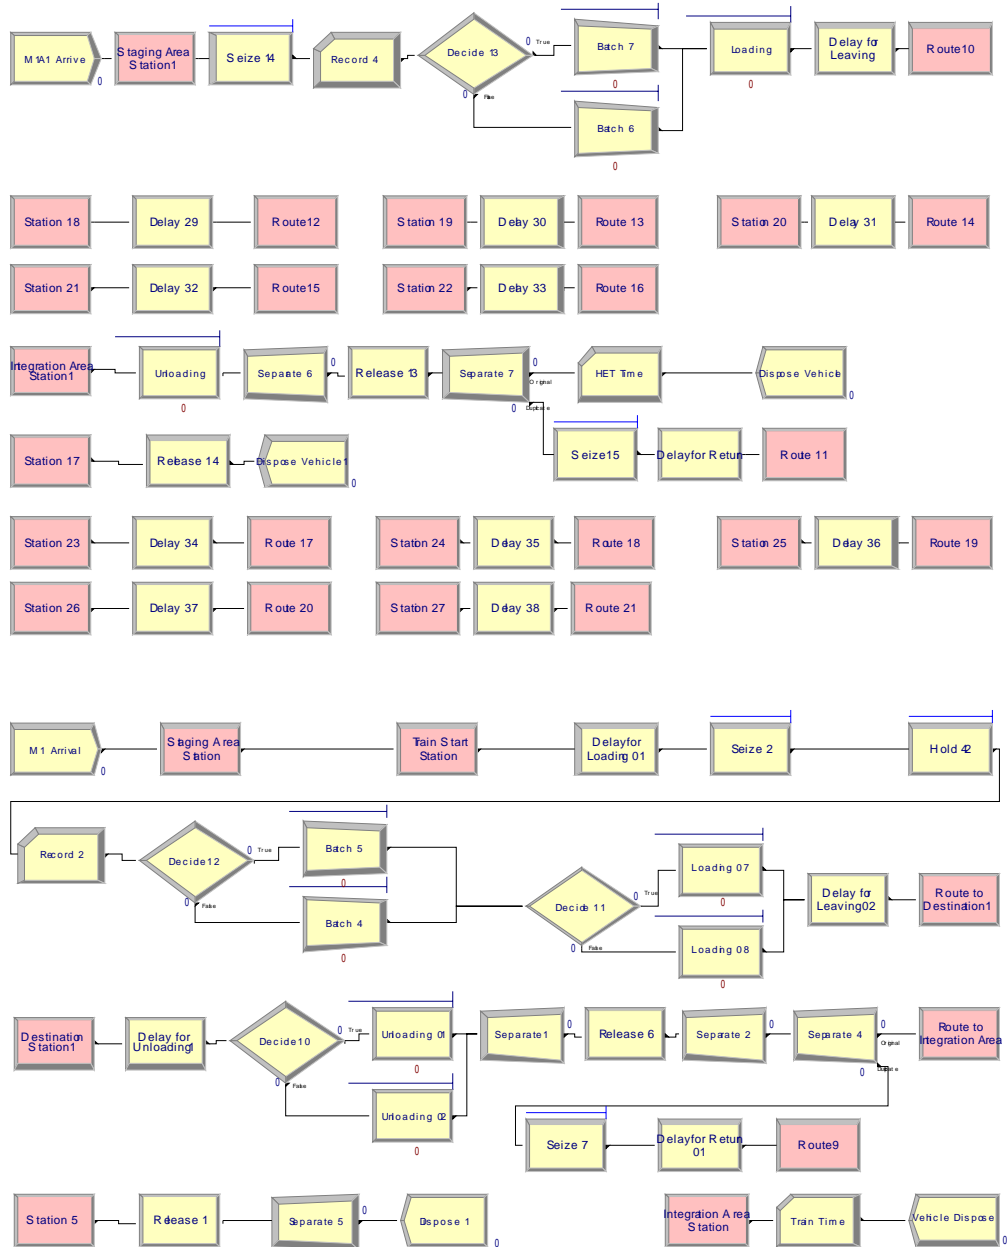 M1A1 Arrive
0
Staging Area
Station1
Seize 14
Record 4
Decide 13
0 True
0 False
Batch 7
0
Batch 6
0
Loading
0
Delay for
Leaving
Route10
Station 18
Delay 29
Route12
Station 19
Delay 30
Route 13
Station 20
Delay 31
Route 14
Station 21
Delay 32
Route15
Station 22
Delay 33
Route 16
Integration Area
Station1
Unloading
0
Separate 6
0
Release 13
Separate 7
0
Original
0
Duplicate
HET Time
Dispose Vehicle
0
Station 17
Release 14
Dispose Vehicle1
0
Seize15
Delay for Return
Route 11
Station 23
Delay 34
Route 17
Station 24
Delay 35
Route 18
Station 25
Delay 36
Route 19
Station 26
Delay 37
Route 20
Station 27
Delay 38
Route 21
M1 Arrival
0
Staging Area
Station
Train Start
Station
Delay for
Loading 01
Seize 2
Hold 42
Record 2
Decide12
0 True
0 False
Batch 5
0
Batch 4
0
Decide 11
0 True
0 False
Loading 07
0
Loading 08
0
Delay for
Leaving02
Route to
Destination1
Destination
Station1
Delay for
Unloading1
Decide10
0 True
0 False
Unloading 01
0
Unloading 02
0
Separate1
0
Release 6
Separate 2
0
Separate 4
0
Original
0
Duplicate
Route to
Integration Area
Seize 7
Delay for Return
01
Route9
Station 5
Release 1
Separate 5
0
Dispose 1
0
Integration Area
Station
Train Time
Vehicle Dispose
0